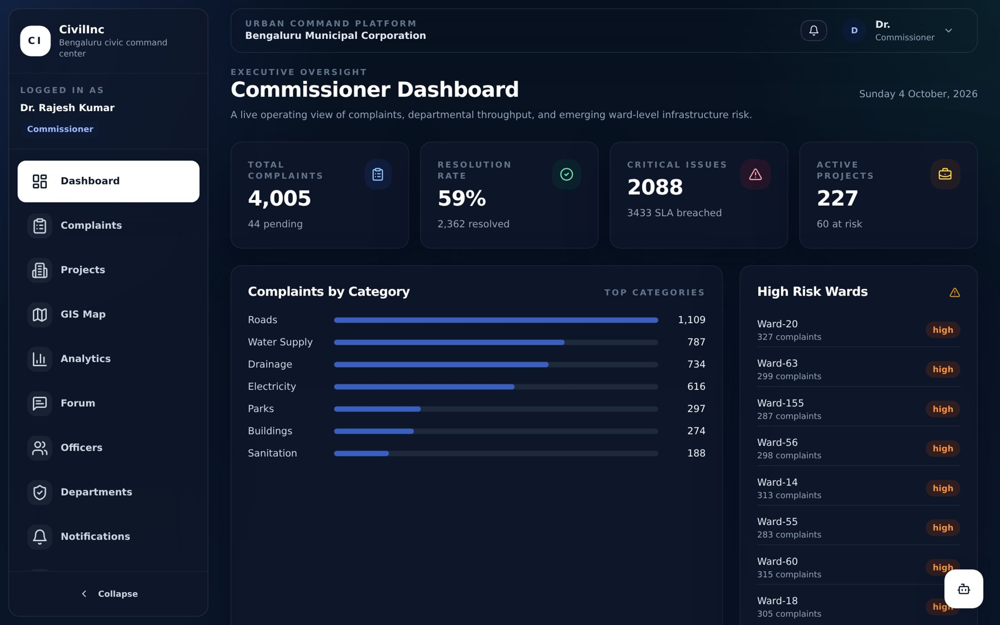 CI
CivilInc
Bengaluru civic command
center
LOGGED IN AS
Dr. Rajesh Kumar
Commissioner
Dashboard
Complaints
Projects
GIS Map
Analytics
Forum
Officers
Departments
Notifications
Collapse
URBAN COMMAND PLATFORM
Bengaluru Municipal Corporation
D
Dr.
Commissioner
EXECUTIVE OVERSIGHT
Commissioner Dashboard
Sunday 4 October, 2026
A live operating view of complaints, departmental throughput, and emerging ward-level infrastructure risk.
TOTAL
COMPLAINTS
4,005
44 pending
RESOLUTION
RATE
59%
2,362 resolved
CRITICAL ISSUES
2088
3433 SLA breached
ACTIVE
PROJECTS
227
60 at risk
Complaints by Category
TOP CATEGORIES
Roads 1,109
Water Supply 787
Drainage 734
Electricity 616
Parks 297
Buildings 274
Sanitation 188
High Risk Wards
Ward-20
327 complaints
high
Ward-63
299 complaints
high
Ward-155
287 complaints
high
Ward-56
298 complaints
high
Ward-14
313 complaints
high
Ward-55
283 complaints
high
Ward-60
315 complaints
high
Ward-18
305 complaints
high